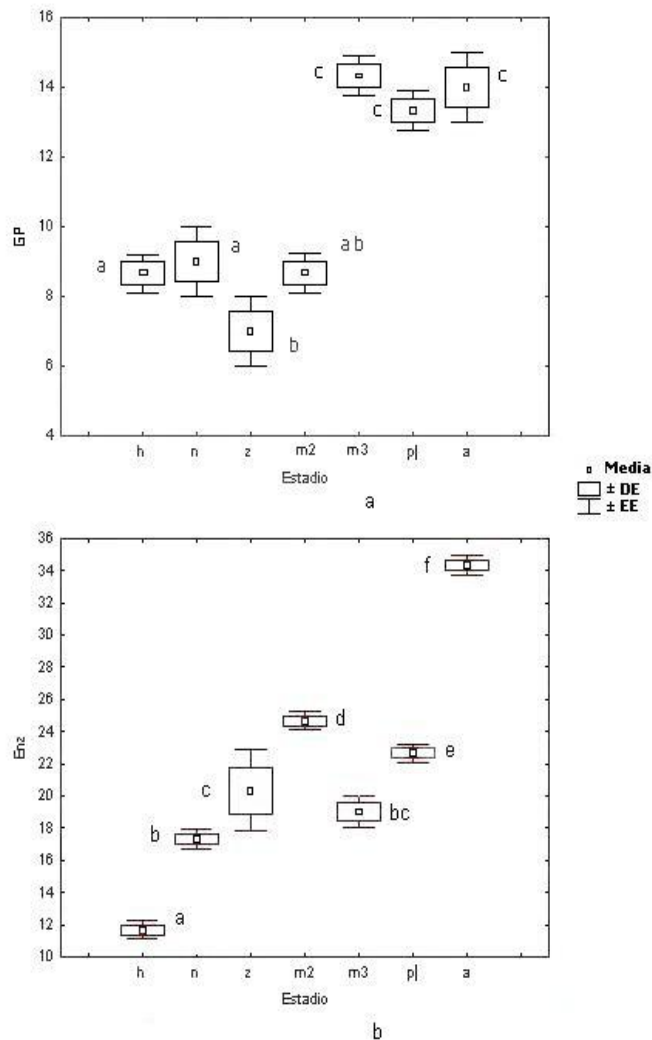 16
14
12
10
8
6
4
GP
a
a
b
ab
c
c
c
h n z m2 m3 pl a
Estadio
a
Media
± DE
± EE
36
34
32
30
28
26
24
22
20
18
16
14
12
10
Enz
a
b
c
d
bc
e
f
h n z m2 m3 pl a
Estadio
b